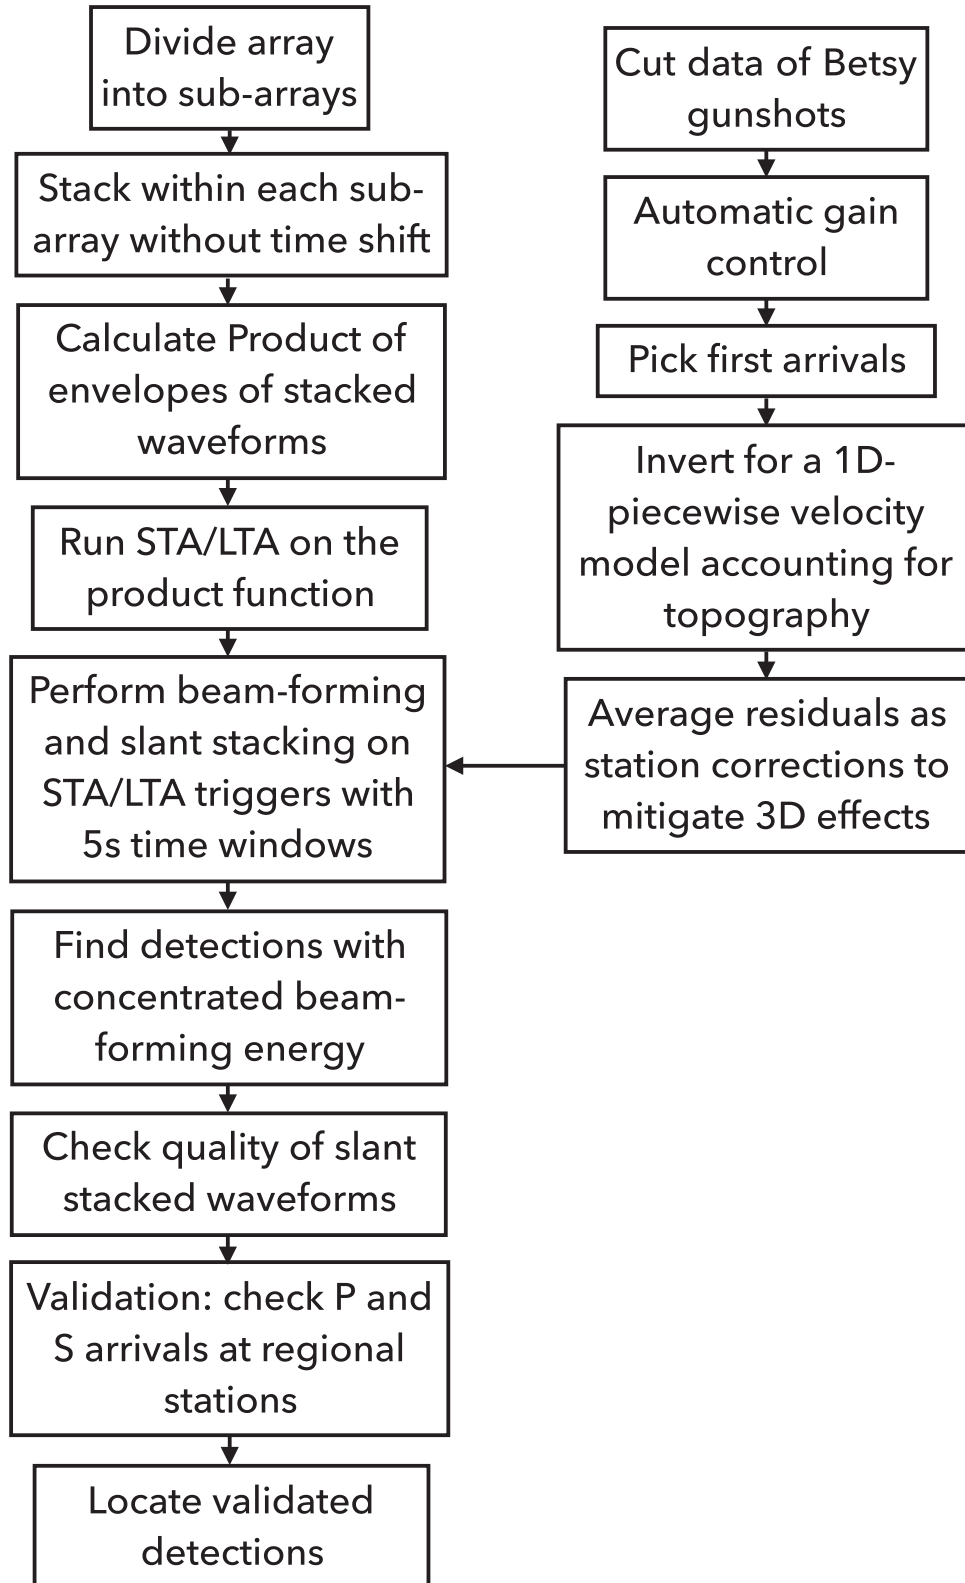 Divide array
into sub-arrays
Stack within each sub-
array without time shift
Calculate Product of
envelopes of stacked
waveforms
Run STA/LTA on the
product function
Perform beam-forming
and slant stacking on
STA/LTA triggers with
5s time windows
Find detections with
concentrated beam-
forming energy
Check quality of slant
stacked waveforms
Validation: check P and
S arrivals at regional
stations
Locate validated
detections
Cut data of Betsy
gunshots
Automatic gain
control
Pick first arrivals
Invert for a 1D-
piecewise velocity
model accounting for
topography
Average residuals as
station corrections to
mitigate 3D effects